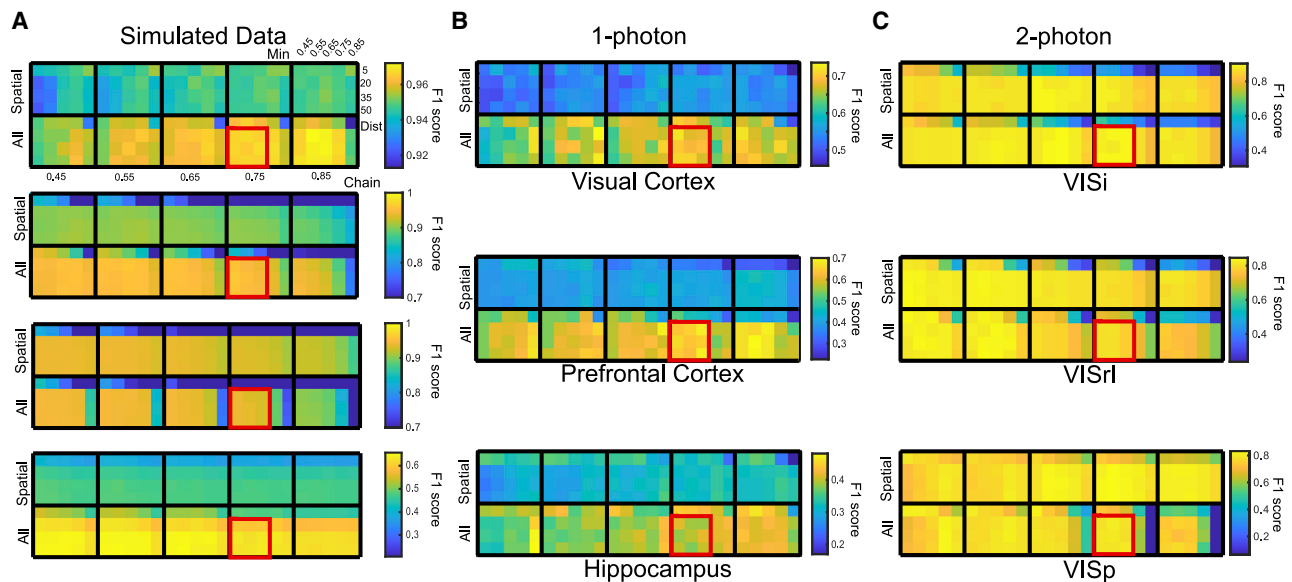 A
Simulated Data
Min
0.45
0.55
0.65
0.75
0.85
Spatial
All
5
20
35
50
Dist
0.96
0.94
0.92
F1 score
0.45
0.55
0.65
0.75
0.85
Chain
Spatial
All
1
0.9
0.8
0.7
F1 score
Spatial
All
1
0.9
0.8
0.7
F1 score
Spatial
All
0.6
0.5
0.4
0.3
F1 score
B
1-photon
Spatial
All
0.7
0.6
0.5
F1 score
Visual Cortex
Spatial
All
0.7
0.6
0.5
0.4
0.3
F1 score
Prefrontal Cortex
Spatial
All
0.4
0.3
0.2
F1 score
Hippocampus
C
2-photon
Spatial
All
0.8
0.6
0.4
F1 score
VISi
Spatial
All
0.8
0.6
0.4
F1 score
VISrl
Spatial
All
0.8
0.6
0.4
0.2
F1 score
VISp